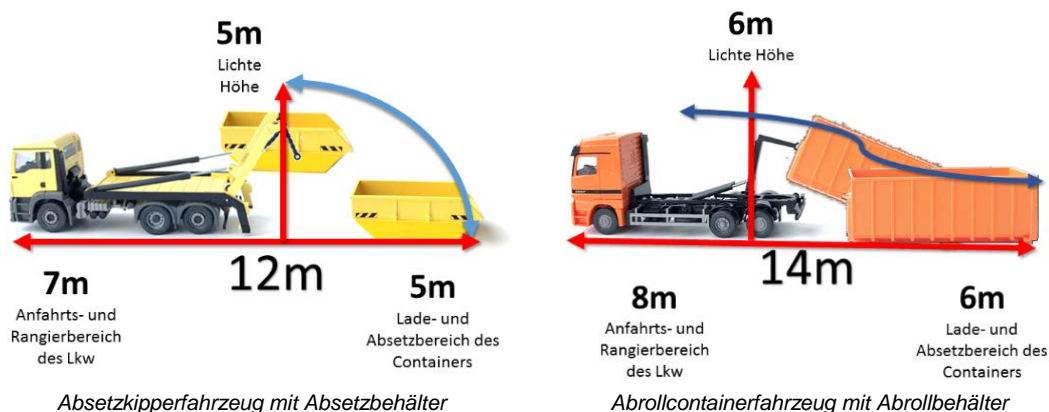 5m
Lichte
Höhe
12m
7m
Anfahrts- und
Rangierbereich
des Lkw
5m
Lade- und
Absetzbereich des
Containers
Absetzkipperfahrzeug mit Absetzbehälter
6m
Lichte Höhe
14m
8m
Anfahrts- und
Rangierbereich
des Lkw
6m
Lade- und
Absetzbereich des
Containers
Abrollcontainerfahrzeug mit Abrollbehälter